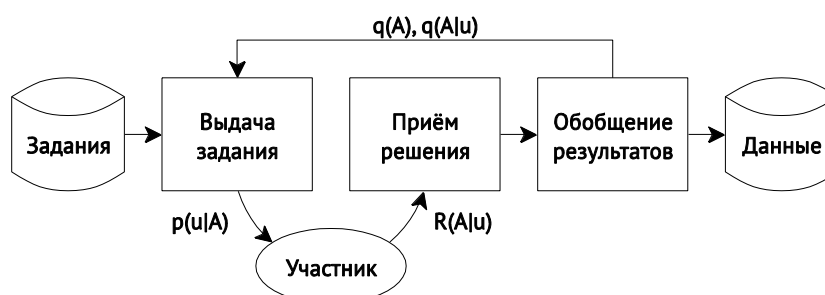 q(A), q(A|u)
Задания
Выдача
задания
Приём
решения
Обобщение
результатов
Данные
p(u|A)
R(A|u)
Участник